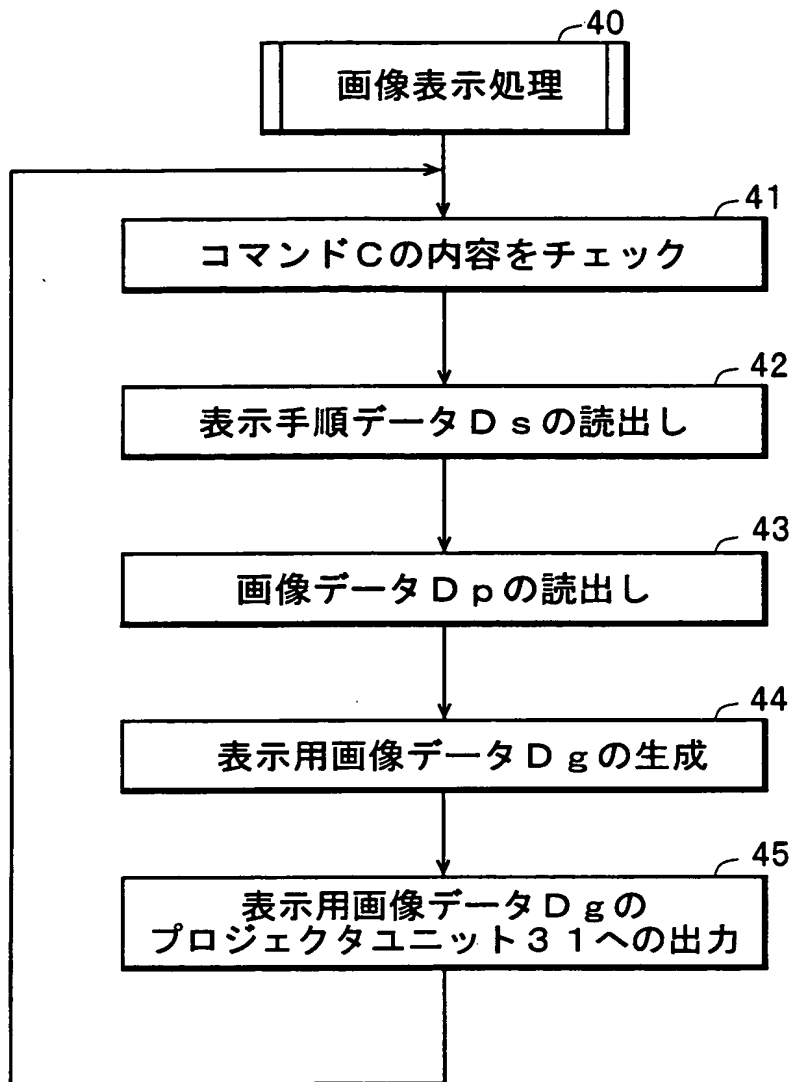 40
画像表示処理
41
コマンドCの内容をチェック
42
表示手順データDsの読出し
43
画像データDpの読出し
44
表示用画像データDgの生成
45
表示用画像データDgの
プロジェクタユニット31への出力